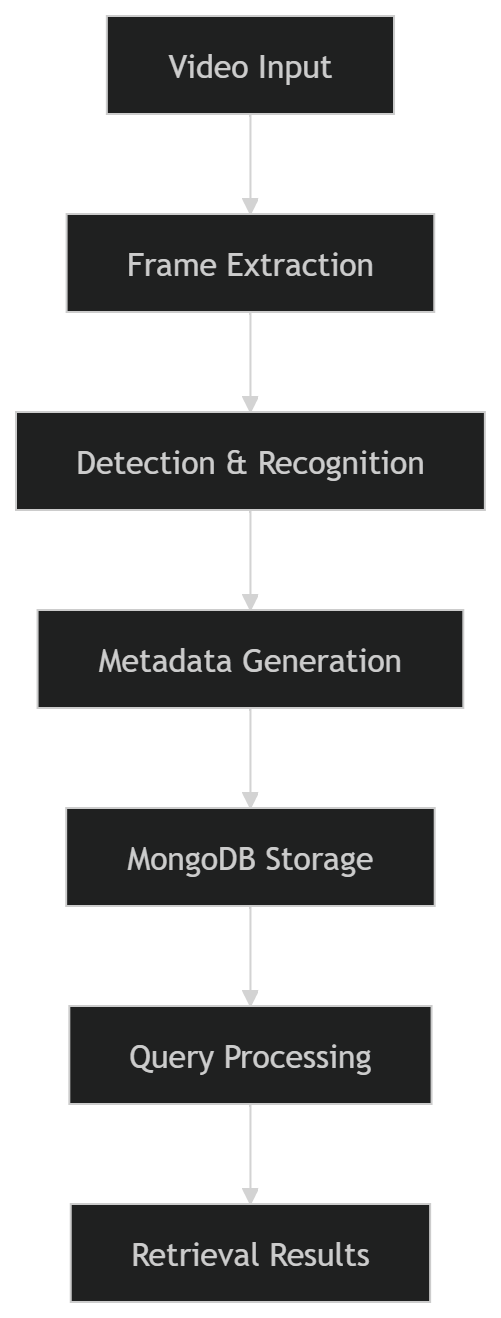 Video Input
Frame Extraction
Detection & Recognition
Metadata Generation
MongoDB Storage
Query Processing
Retrieval Results